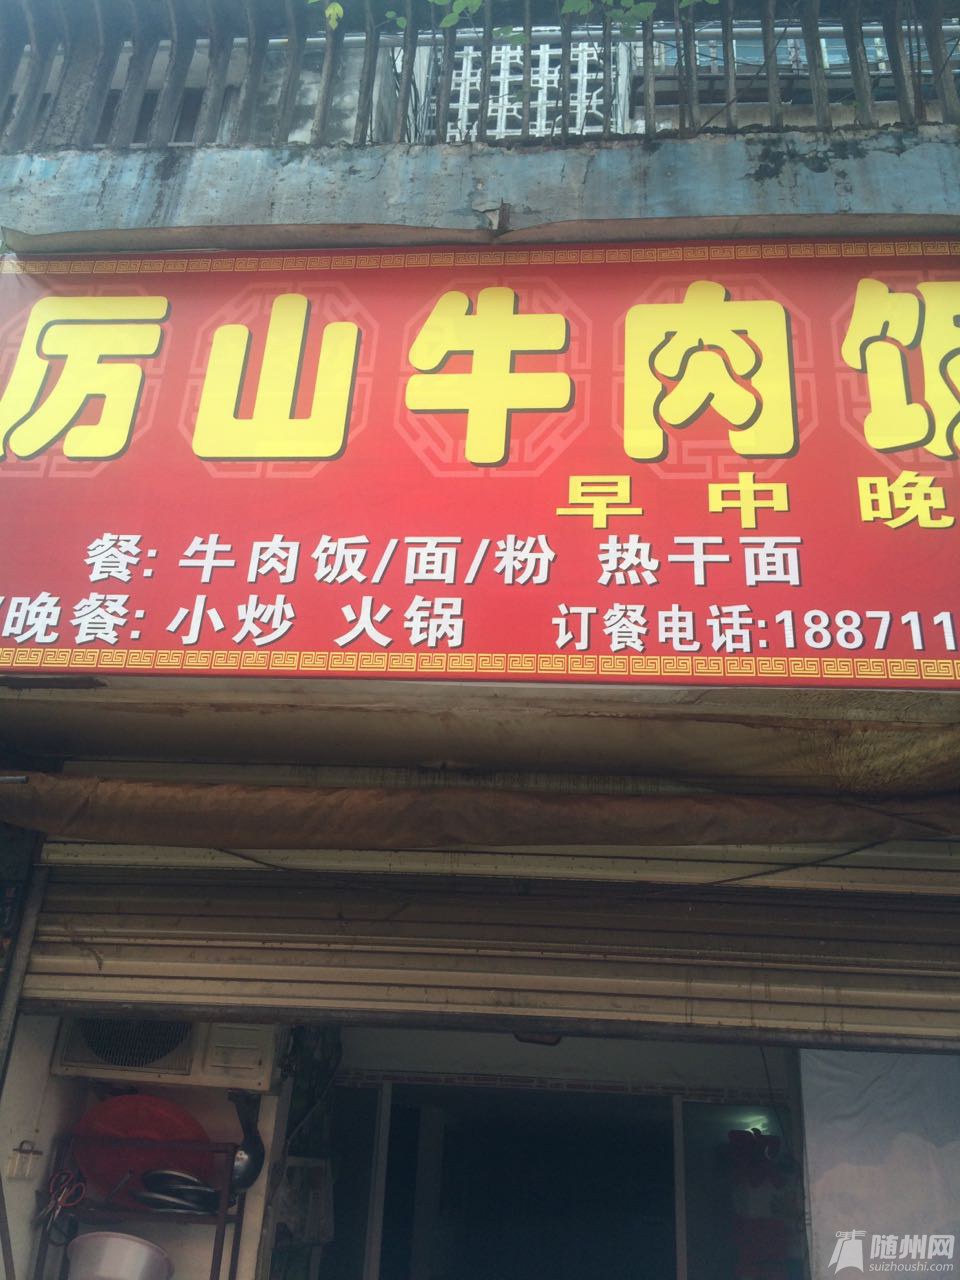 厉山牛肉饭
早中晚
餐:牛肉饭/面/粉 热干面
/晚餐:小炒 火锅 订餐电话:188711
随州网
suizhoushi.com